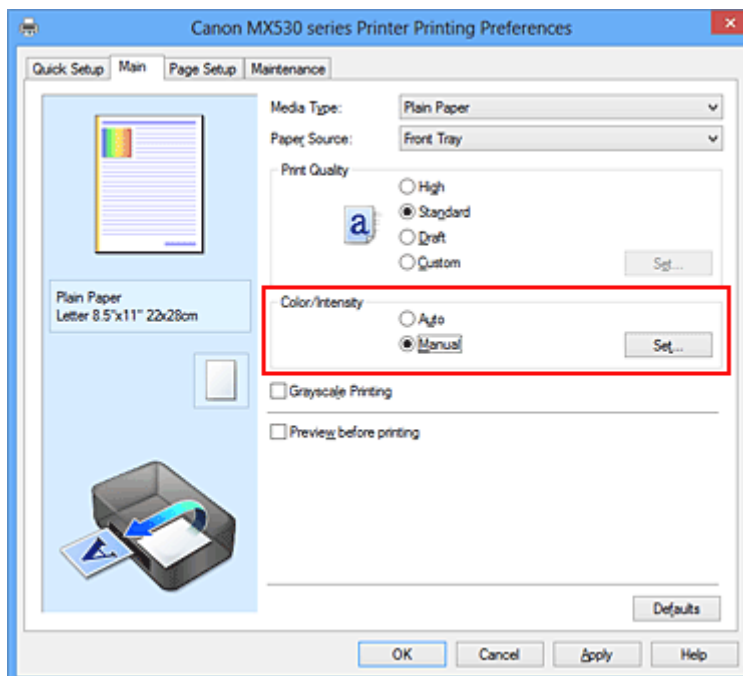 Canon MX530 series Printer Printing Preferences
Quick Setup Main Page Setup Maintenance
Media Type: Plain Paper
Paper Source: Front Tray
Print Quality
High
a Standard
Draft
Custom Set...
Plain Paper
Letter 8.5"x11" 22x28cm
Color/Intensity
Auto
Manual Set...
Grayscale Printing
Preview before printing
A
Defaults
OK Cancel Apply Help